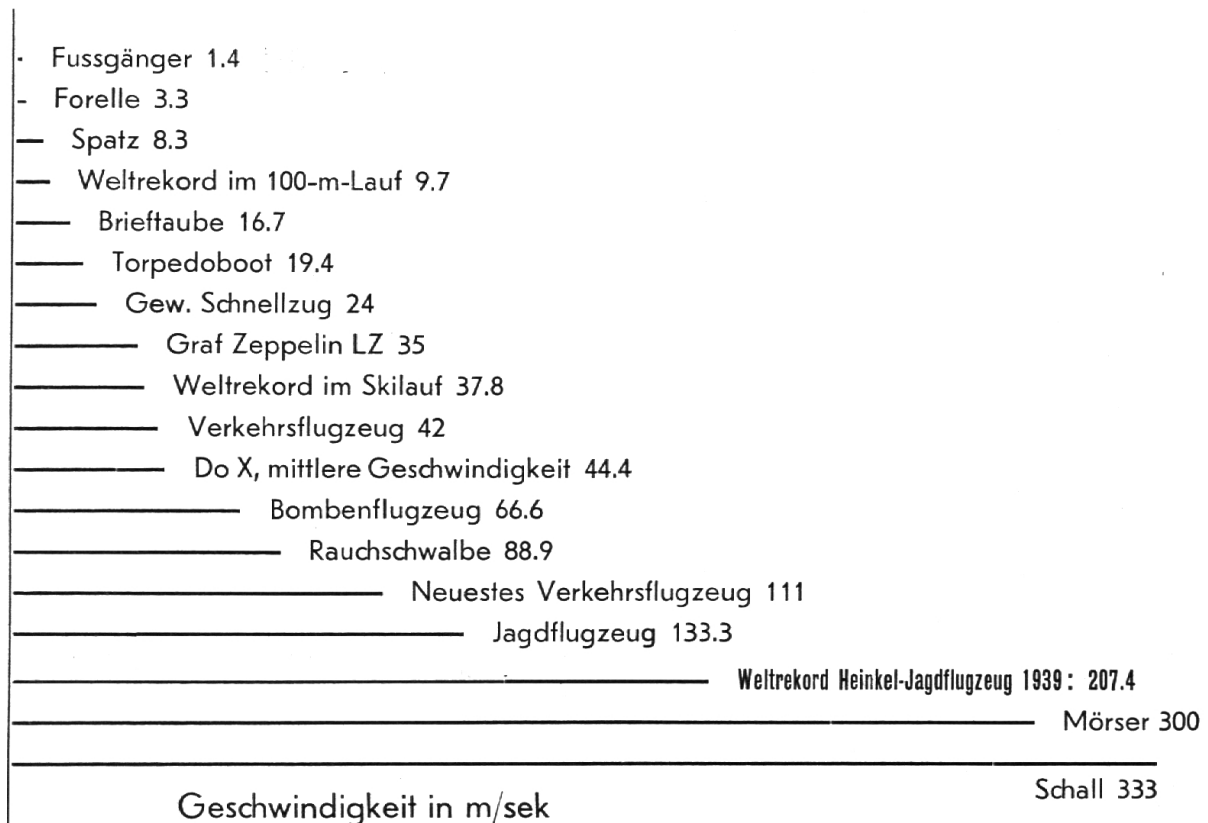 Fussgänger 1.4
Forelle 3.3
Spatz 8.3
Weltrekord im 100-m-Lauf 9.7
Brieftaube 16.7
Torpedoboot 19.4
Gew. Schnellzug 24
Graf Zeppelin LZ 35
Weltrekord im Skilauf 37.8
Verkehrsflugzeug 42
Do X, mittlere Geschwindigkeit 44.4
Bombenflugzeug 66.6
Rauchschwalbe 88.9
Neuestes Verkehrsflugzeug 111
Jagdflugzeug 133.3
Weltrekord Heinkel-Jagdflugzeug 1939: 207.4
Mörser 300
Schall 333
Geschwindigkeit in m/sek